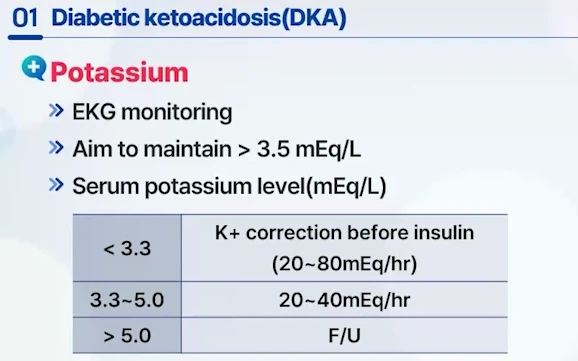 01 Diabetic ketoacidosis(DKA)
Potassium
EKG monitoring
Aim to maintain > 3.5 mEq/L
Serum potassium level(mEq/L)
< 3.3 K+ correction before insulin
(20~80mEq/hr)
3.3~5.0 20~40mEq/hr
> 5.0 F/U